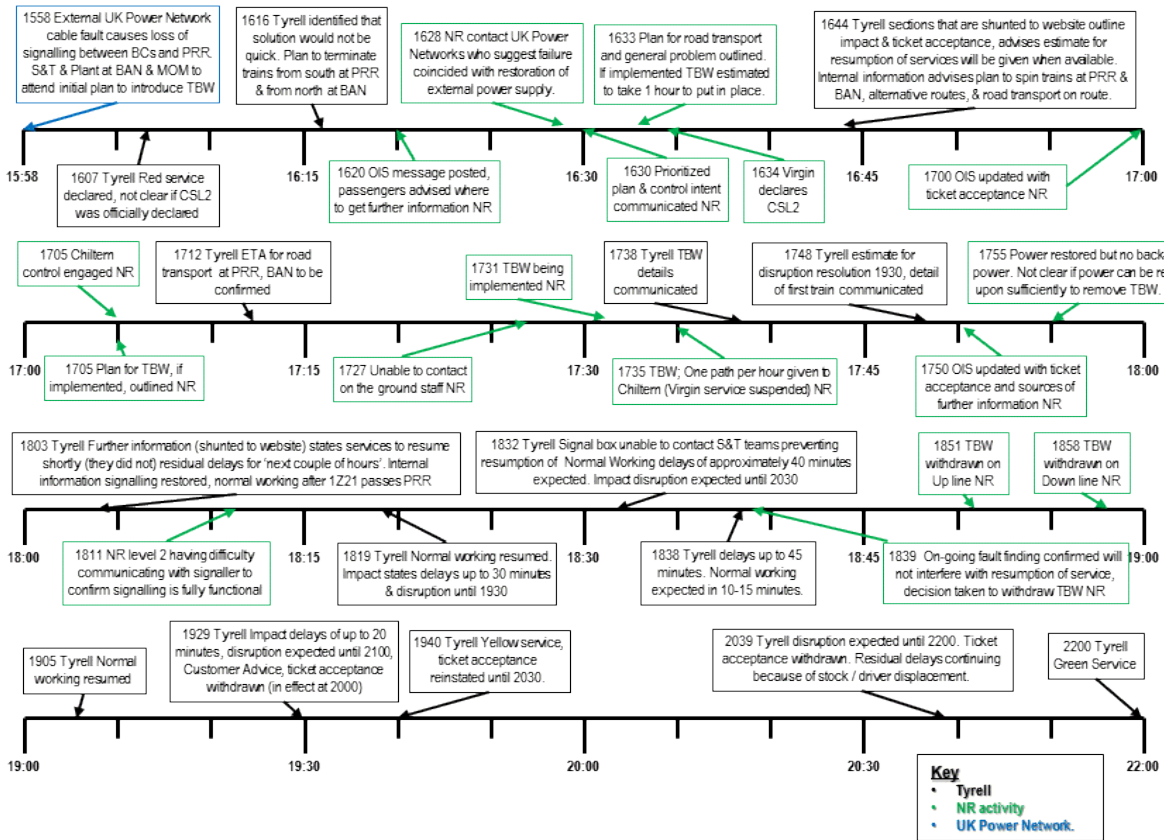 1558 External UK Power Network
cable fault causes loss of
signalling between BCs and PRR.
S&T & Plant at BAN & MOM to
attend initial plan to introduce TBW
1616 Tyrell identified that
solution would not be
quick. Plan to terminate
trains from south at PRR
& from north at BAN
1628 NR contact UK Power
Networks who suggest failure
coincided with restoration of
external power supply.
1633 Plan for road transport
and general problem outlined.
If implemented TBW estimated
to take 1 hour to put in place.
1644 Tyrell sections that are shunted to website outline
impact & ticket acceptance, advises estimate for
resumption of services will be given when available.
Internal information advises plan to spin trains at PRR &
BAN, alternative routes, & road transport on route.
15:58
16:15
16:30
16:45
17:00
1607 Tyrell Red service
declared, not clear if CSL2
was officially declared
1620 OIS message posted,
passengers advised where
to get further information NR
1630 Prioritized
plan & control intent
communicated NR
1634 Virgin
declares
CSL2
1700 OIS updated with
ticket acceptance NR
1705 Chiltern
control engaged NR
1712 Tyrell ETA for road
transport at PRR, BAN to be
confirmed
1731 TBW being
implemented NR
1738 Tyrell TBW
details
communicated
1748 Tyrell estimate for
disruption resolution 1930, detail
of first train communicated
1755 Power restored but no back
power. Not clear if power can be re
upon sufficiently to remove TBW.
17:00
17:15
17:30
17:45
18:00
1705 Plan for TBW, if
implemented, outlined NR
1727 Unable to contact
on the ground staff NR
1735 TBW; One path per hour given to
Chiltern (Virgin service suspended) NR
1750 OIS updated with ticket
acceptance and sources of
further information NR
1803 Tyrell Further information (shunted to website) states services to resume
shortly (they did not) residual delays for ‘next couple of hours’. Internal
information signalling restored, normal working after 1Z21 passes PRR
1832 Tyrell Signal box unable to contact S&T teams preventing
resumption of Normal Working delays of approximately 40 minutes
expected. Impact disruption expected until 2030
1851 TBW
withdrawn on
Up line NR
1858 TBW
withdrawn on
Down line NR
18:00
18:15
18:30
18:45
19:00
1811 NR level 2 having difficulty
communicating with signaller to
confirm signalling is fully functional
1819 Tyrell Normal working resumed.
Impact states delays up to 30 minutes
& disruption until 1930
1838 Tyrell delays up to 45
minutes. Normal working
expected in 10-15 minutes.
1839 On-going fault finding confirmed will
not interfere with resumption of service,
decision taken to withdraw TBW NR
1905 Tyrell Normal
working resumed
1929 Tyrell Impact delays of up to 20
minutes, disruption expected until 2100,
Customer Advice, ticket acceptance
withdrawn (in effect at 2000)
1940 Tyrell Yellow service,
ticket acceptance
reinstated until 2030.
2039 Tyrell disruption expected until 2200. Ticket
acceptance withdrawn. Residual delays continuing
because of stock / driver displacement.
2200 Tyrell
Green Service
19:00
19:30
20:00
20:30
22:00
Key
• Tyrell
• NR activity
• UK Power Network.